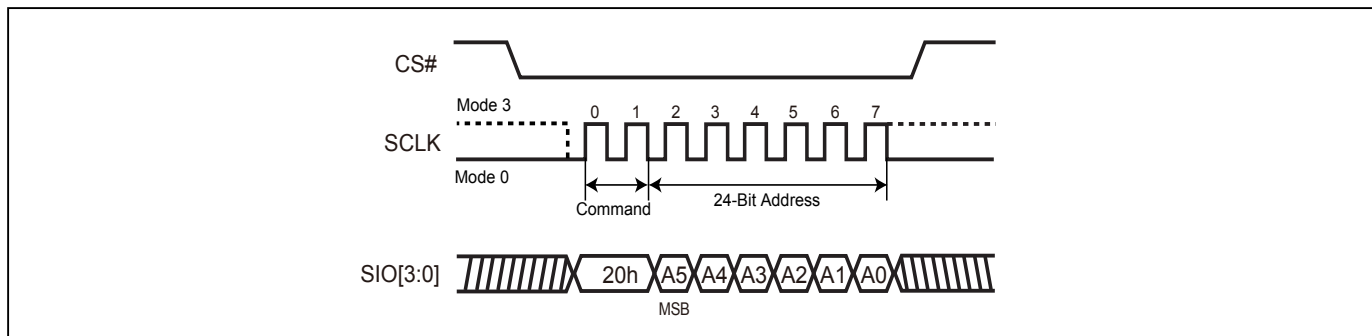 CS#
Mode 3
0 1 2 3 4 5 6 7
SCLK
Mode 0
Command
24-Bit Address
SIO[3:0]
20h A5 A4 A3 A2 A1 A0
MSB